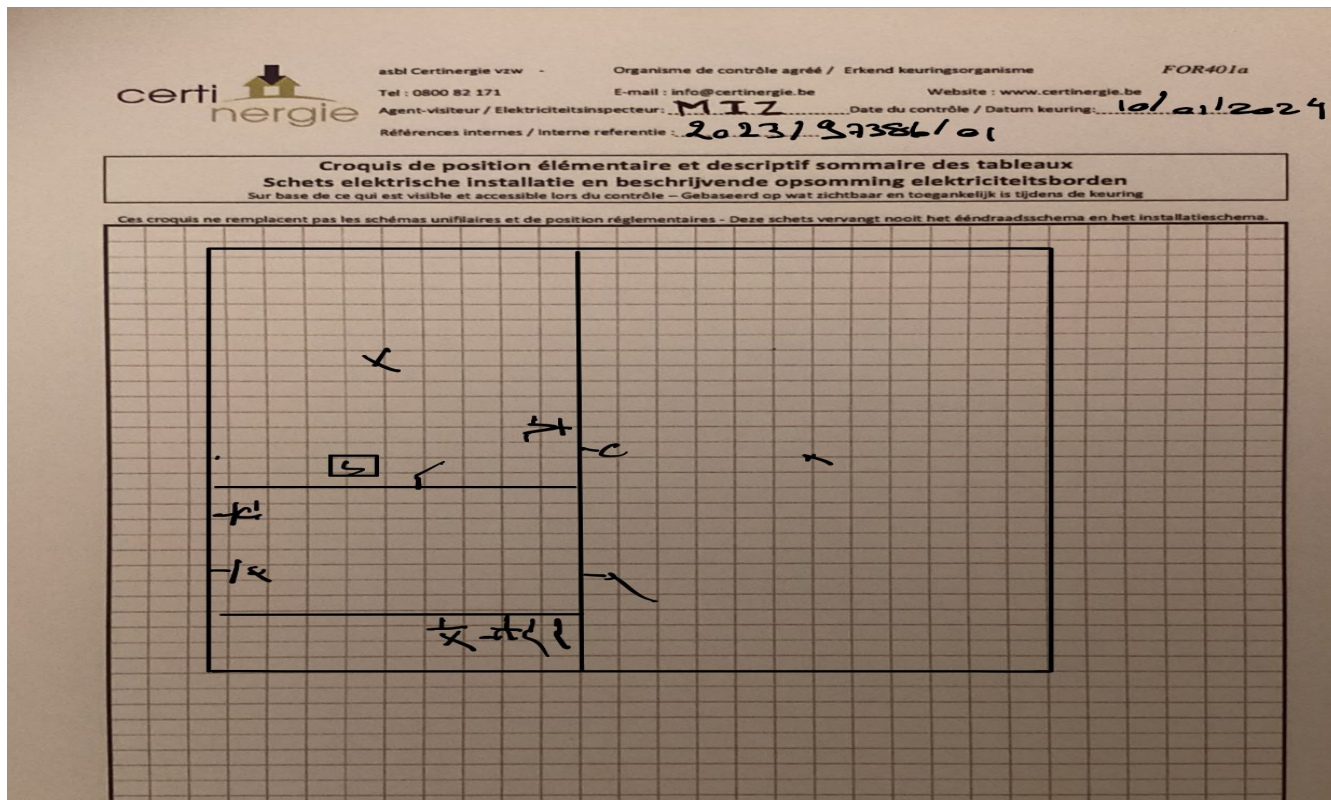 certi nergie
asbl Certinergie vzw - Organisme de contrôle agréé / Erkend keuringsorganisme FOR401a
Tel : 0800 82 171 E-mail : info@certinergie.be Website : www.certinergie.be
Agent-visiteur / Elektriciteitsinspecteur: MIZ Date du contrôle / Datum keuring: 10/01/2024
Références internes / Interne referentie : 2023/97386/01
Croquis de position élémentaire et descriptif sommaire des tableaux
Schets elektrische installatie en beschrijvende opsomming elektriciteitsborden
Sur base de ce qui est visible et accessible lors du contrôle – Gebaseerd op wat zichtbaar en toegankelijk is tijdens de keuring
Ces croquis ne remplacent pas les schémas unifilaires et de position réglementaires - Deze schets vervangt nooit het ééndraadsschema en het installatieschema.
S